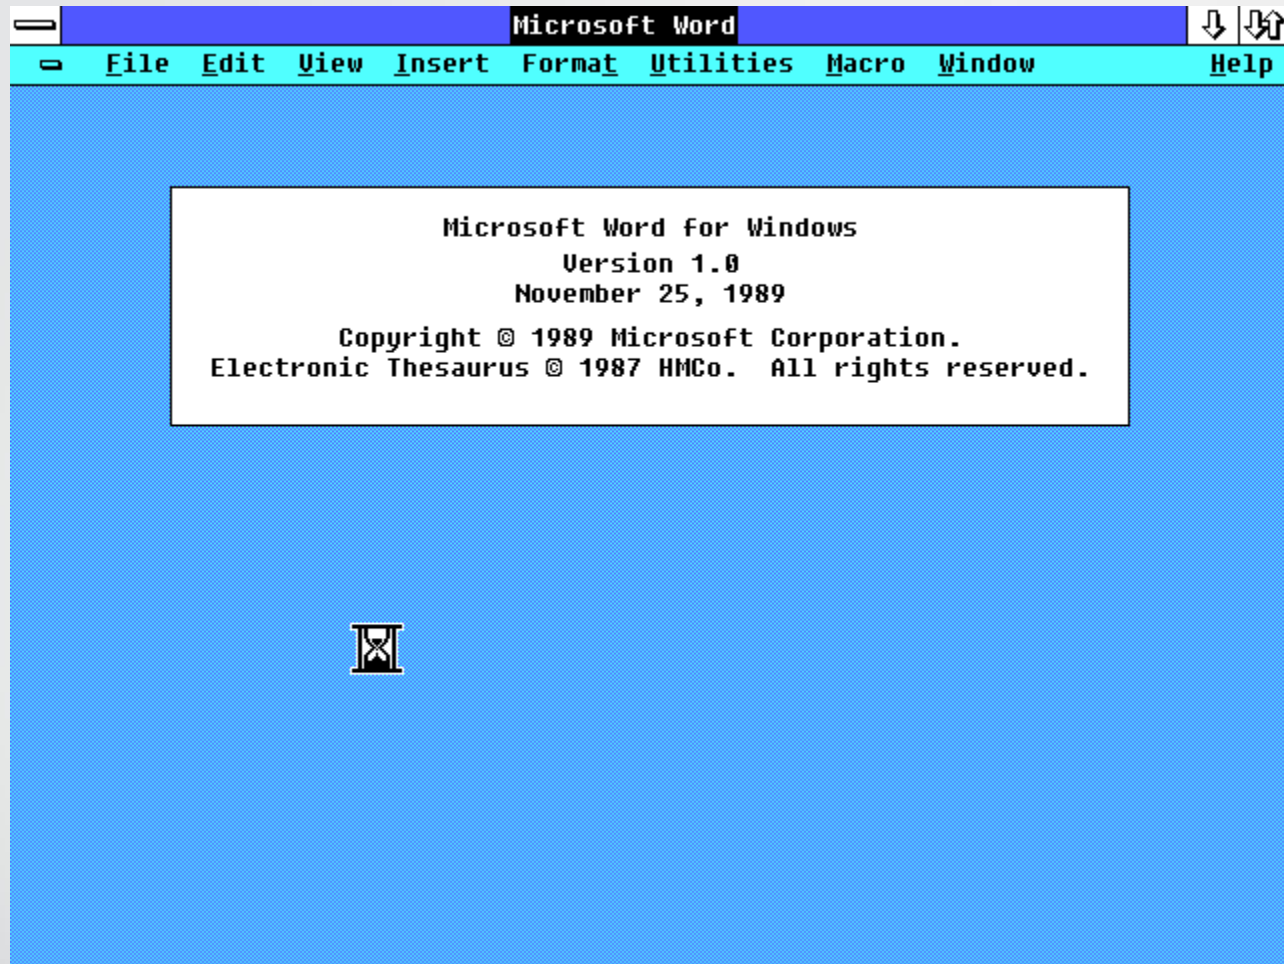 Microsoft Word
File Edit View Insert Format Utilities Macro Window Help
Microsoft Word for Windows
Version 1.0
November 25, 1989
Copyright © 1989 Microsoft Corporation.
Electronic Thesaurus © 1987 HMCo.  All rights reserved.